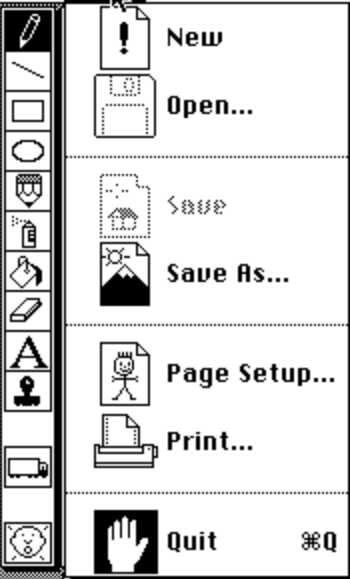 New
Open...
Save
Save As...
Page Setup...
Print...
Quit ⌘Q
A